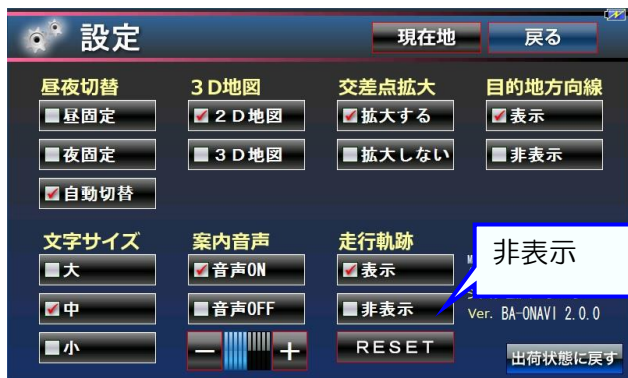 設定
現在地
戻る
昼夜切替
3D地図
交差点拡大
目的地方向線
昼固定
2D地図
拡大する
表示
夜固定
3D地図
拡大しない
非表示
自動切替
文字サイズ
案内音声
走行軌跡
大
音声ON
表示
非表示
中
音声OFF
非表示
Ver. BA-ONAVI 2.0.0
小
－
＋
RESET
出荷状態に戻す